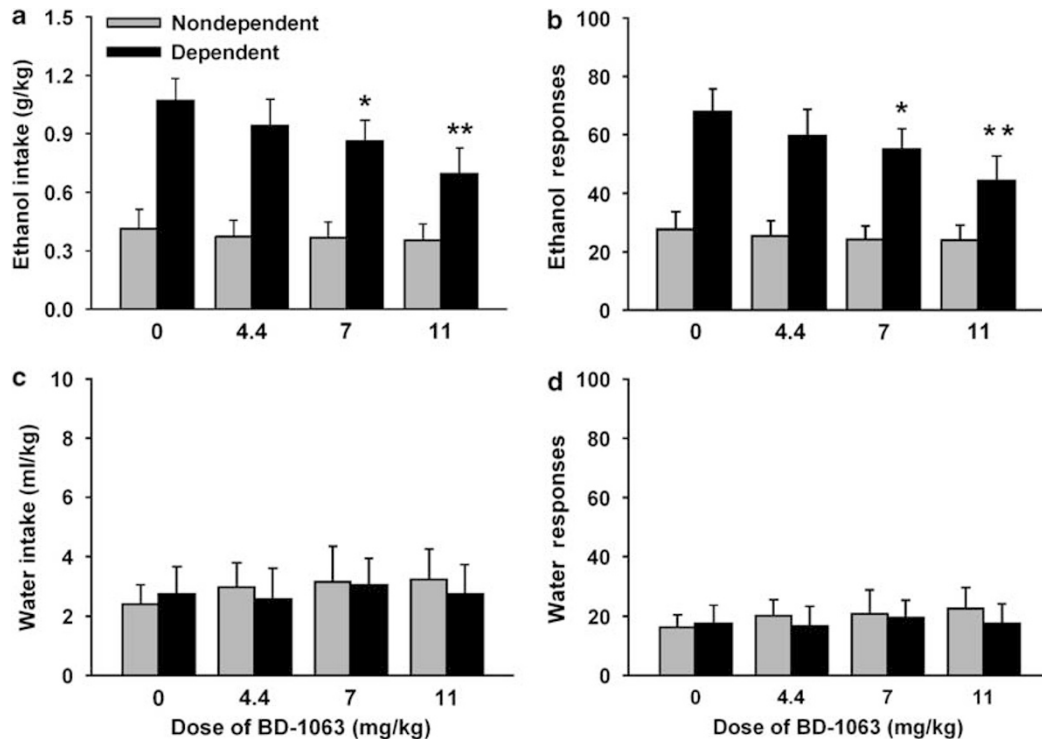 a
Ethanol intake (g/kg)
1.5
1.2
0.9
0.6
0.3
0.0
Nondependent
Dependent
*
**
0 4.4 7 11
b
Ethanol responses
100
80
60
40
20
0
*
**
0 4.4 7 11
c
Water intake (ml/kg)
10
8
6
4
2
0
0 4.4 7 11
Dose of BD-1063 (mg/kg)
d
Water responses
100
80
60
40
20
0
0 4.4 7 11
Dose of BD-1063 (mg/kg)